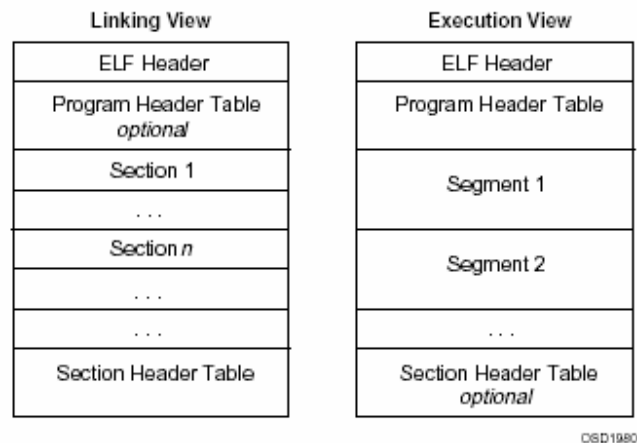 Linking View
ELF Header
Program Header Table
optional
Section 1
. . .
Section n
. . .
. . .
Section Header Table
Execution View
ELF Header
Program Header Table
Segment 1
Segment 2
. . .
Section Header Table
optional
OSD1980